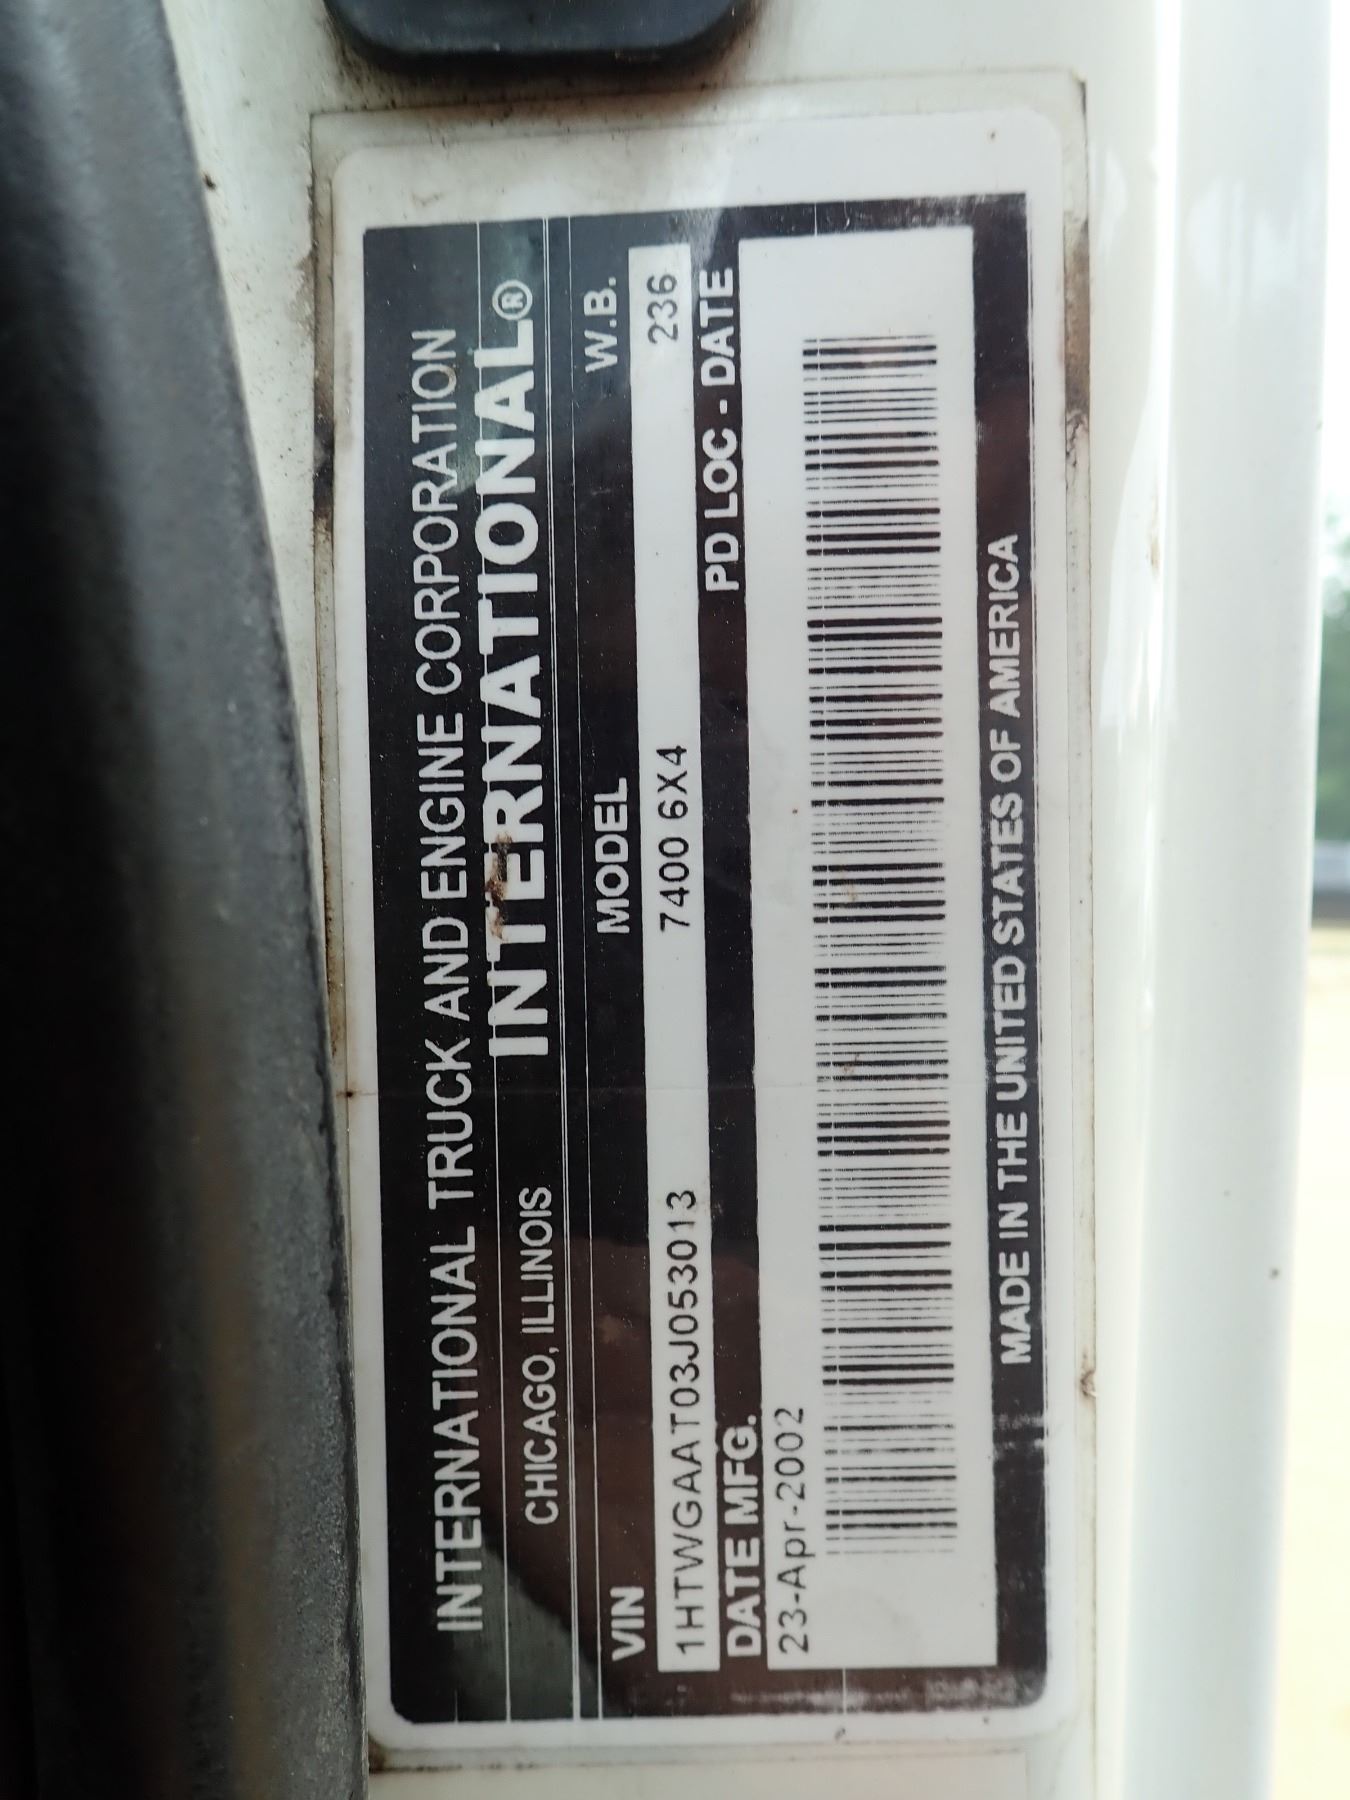 INTERNATIONAL TRUCK AND ENGINE CORPORATION
CHICAGO, ILLINOIS INTERNATIONAL®
VIN MODEL W.B.
1HTWGAAT03J053013 7400 6X4 236
DATE MFG. PD LOC - DATE
23-Apr-2002
MADE IN THE UNITED STATES OF AMERICA